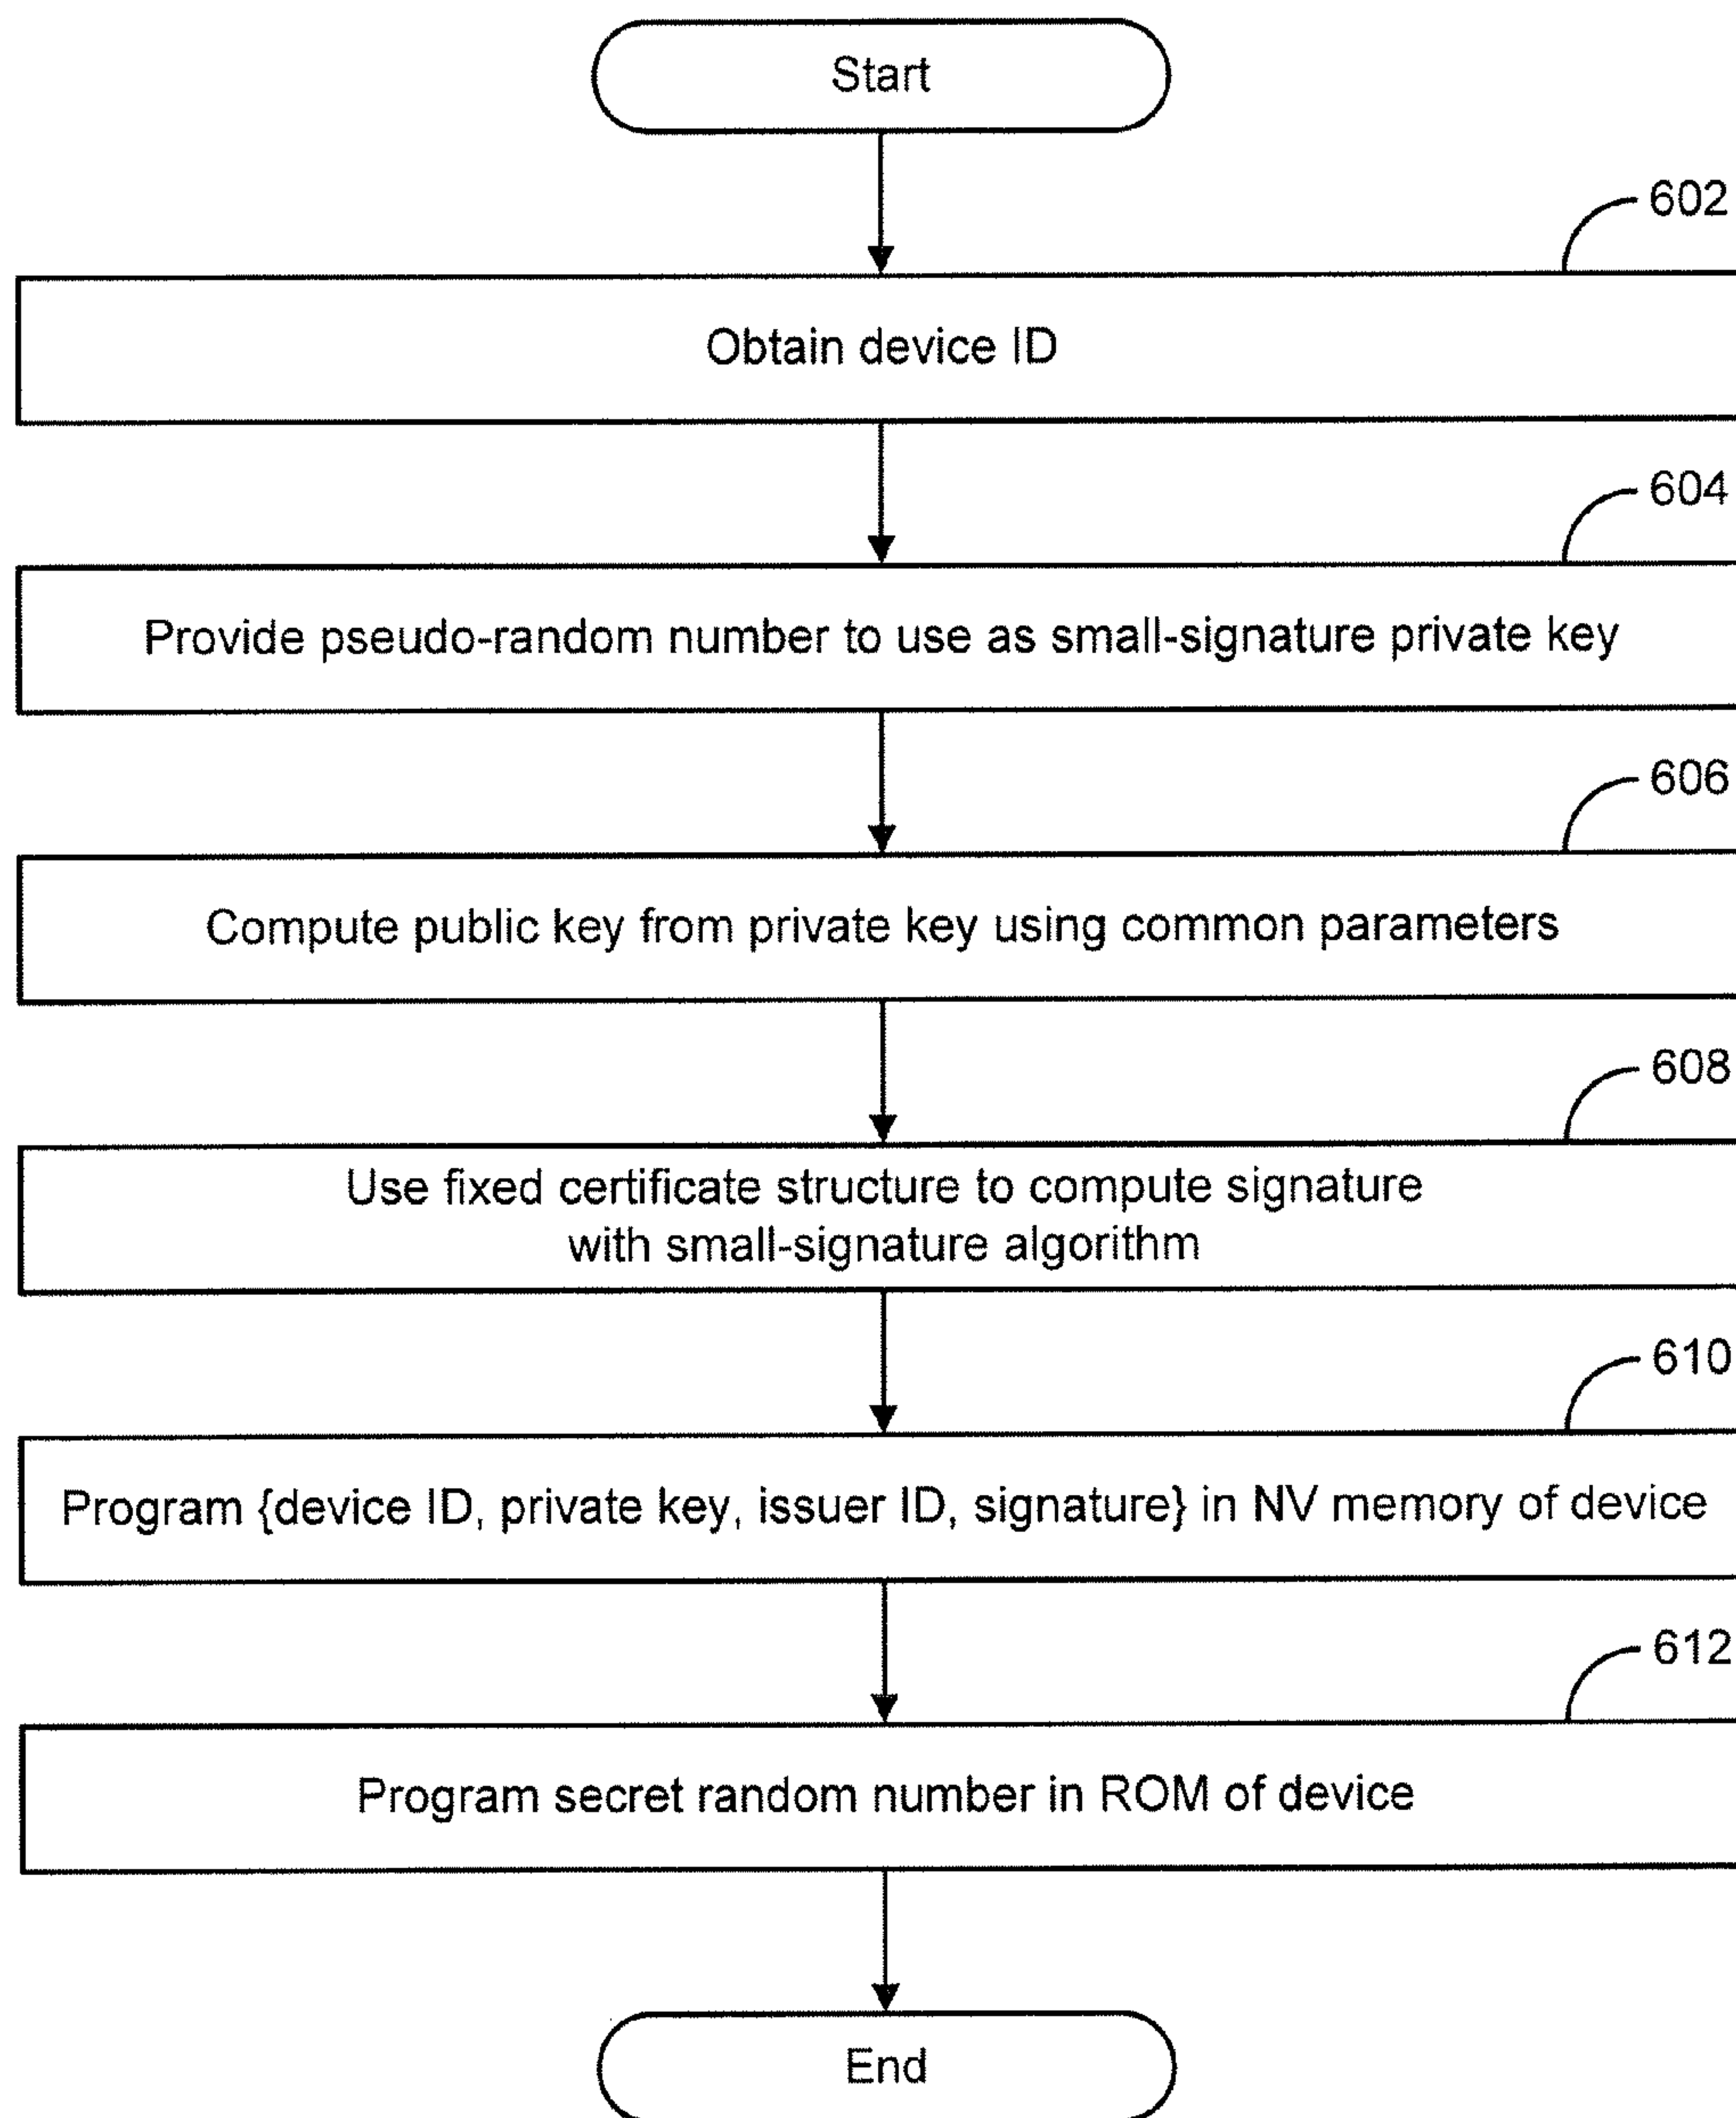 Start
602
Obtain device ID
604
Provide pseudo-random number to use as small-signature private key
606
Compute public key from private key using common parameters
608
Use fixed certificate structure to compute signature
with small-signature algorithm
610
Program {device ID, private key, issuer ID, signature} in NV memory of device
612
Program secret random number in ROM of device
End